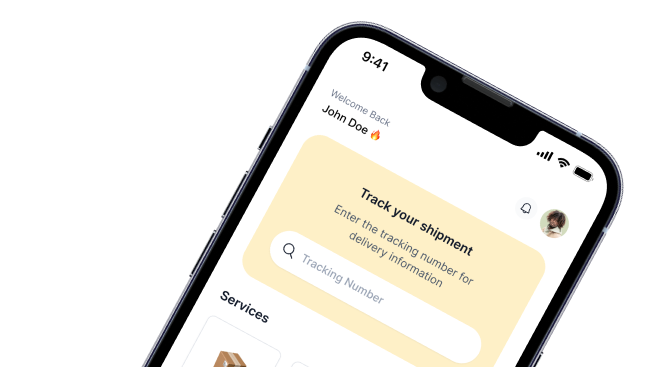 9:41
Welcome Back
John Doe 🔥
Track your shipment
Enter the tracking number for
delivery information
Tracking Number
Services